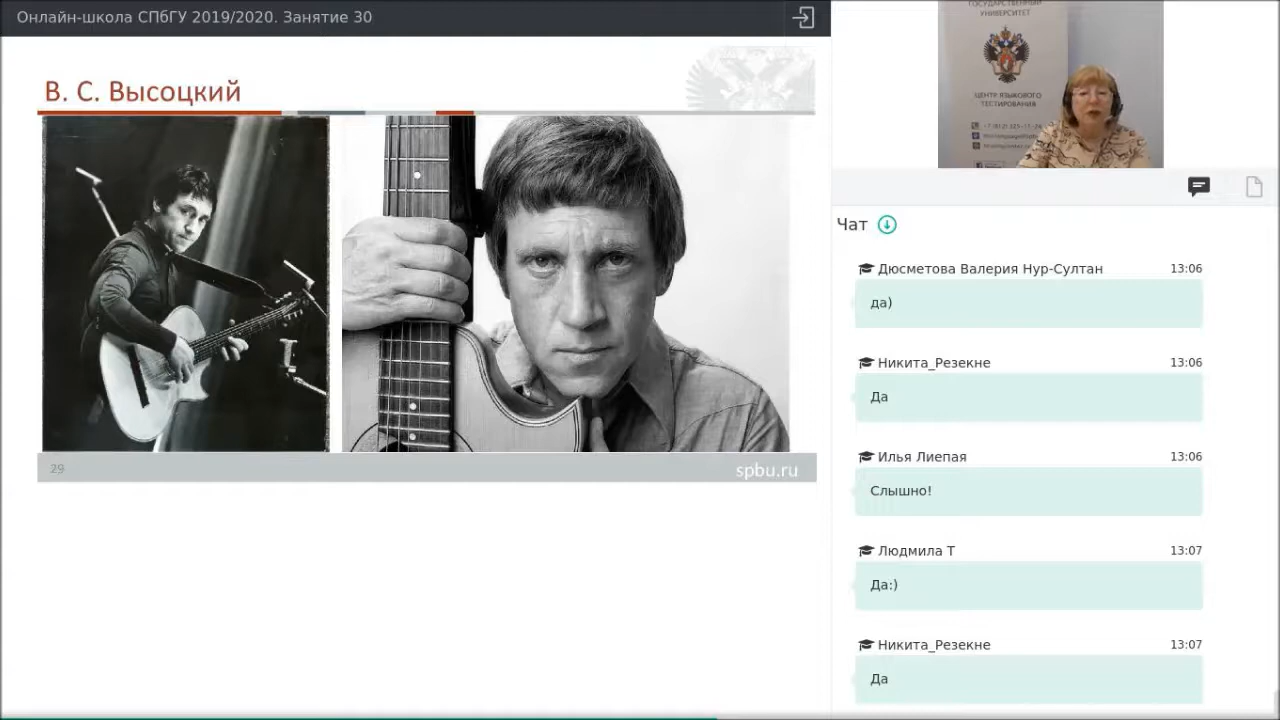 Онлайн-школа СПбГУ 2019/2020. Занятие 30
В. С. Высоцкий
29
spbu.ru
ГОСУДАРСТВЕННЫЙ
УНИВЕРСИТЕТ
ЦЕНТР ЯЗЫКОВОГО
ТЕСТИРОВАНИЯ
Чат
Дюсметова Валерия Нур-Султан 13:06
да)
Никита_Резекне 13:06
Да
Илья Лиепая 13:06
Слышно!
Людмила Т 13:07
Да:)
Никита_Резекне 13:07
Да